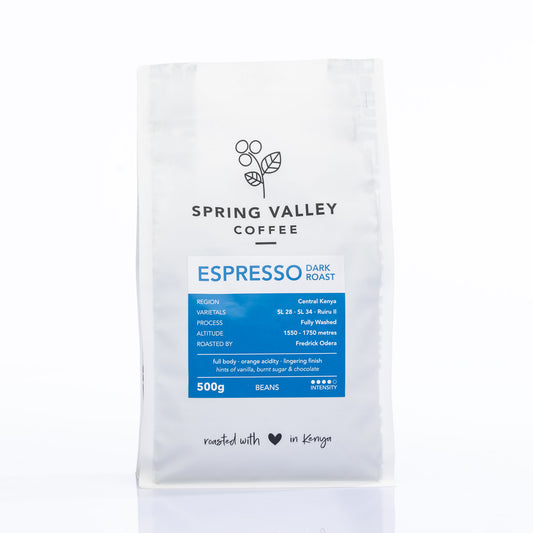 SPRING VALLEY
COFFEE
ESPRESSO DARK ROAST
REGION Central Kenya
VARIETALS SL 28 - SL 34 - Ruiru II
PROCESS Fully Washed
ALTITUDE 1550 - 1750 metres
ROASTED BY Fredrick Odera
full body · orange acidity · lingering finish
hints of vanilla, burnt sugar & chocolate
500g BEANS INTENSITY
roasted with ♥ in Kenya